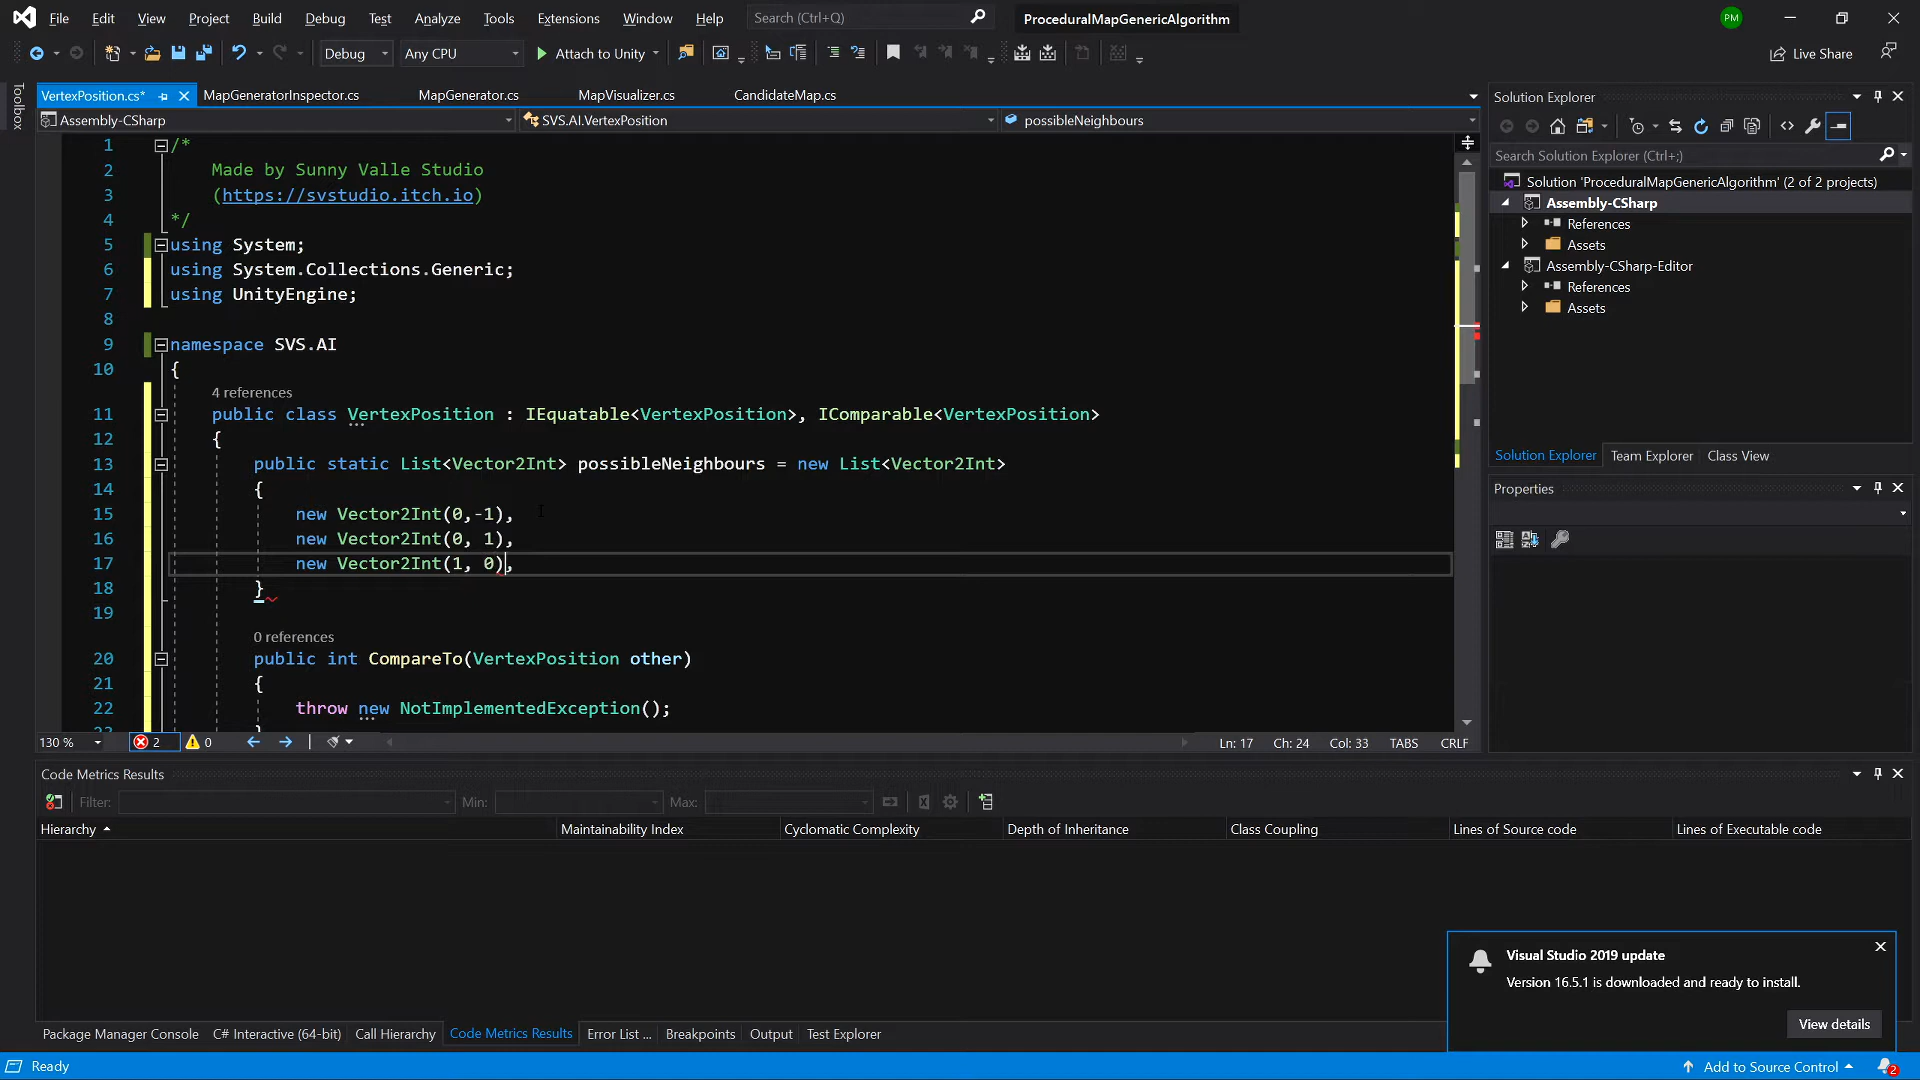 File Edit View Project Build Debug Test Analyze Tools Extensions Window Help Search (Ctrl+Q) ProceduralMapGenericAlgorithm PM
Debug Any CPU Attach to Unity Live Share
Toolbox
VertexPosition.cs* MapGeneratorInspector.cs MapGenerator.cs MapVisualizer.cs CandidateMap.cs
Assembly-CSharp SVS.AI.VertexPosition possibleNeighbours
1 /*
2 Made by Sunny Valle Studio
3 (https://svstudio.itch.io)
4 */
5 using System;
6 using System.Collections.Generic;
7 using UnityEngine;
8
9 namespace SVS.AI
10 {
4 references
11 public class VertexPosition : IEquatable<VertexPosition>, IComparable<VertexPosition>
12 {
13 public static List<Vector2Int> possibleNeighbours = new List<Vector2Int>
14 {
15 new Vector2Int(0,-1),
16 new Vector2Int(0, 1),
17 new Vector2Int(1, 0),
18 }
19
0 references
20 public int CompareTo(VertexPosition other)
21 {
22 throw new NotImplementedException();
130 % 2 0 Ln: 17 Ch: 24 Col: 33 TABS CRLF
Solution Explorer
Search Solution Explorer (Ctrl+;)
Solution 'ProceduralMapGenericAlgorithm' (2 of 2 projects)
Assembly-CSharp
References
Assets
Assembly-CSharp-Editor
References
Assets
Solution Explorer Team Explorer Class View
Properties
Code Metrics Results
Filter: Min: Max:
Hierarchy Maintainability Index Cyclomatic Complexity Depth of Inheritance Class Coupling Lines of Source code Lines of Executable code
Visual Studio 2019 update
Version 16.5.1 is downloaded and ready to install.
View details
Package Manager Console C# Interactive (64-bit) Call Hierarchy Code Metrics Results Error List ... Breakpoints Output Test Explorer
Ready Add to Source Control 2